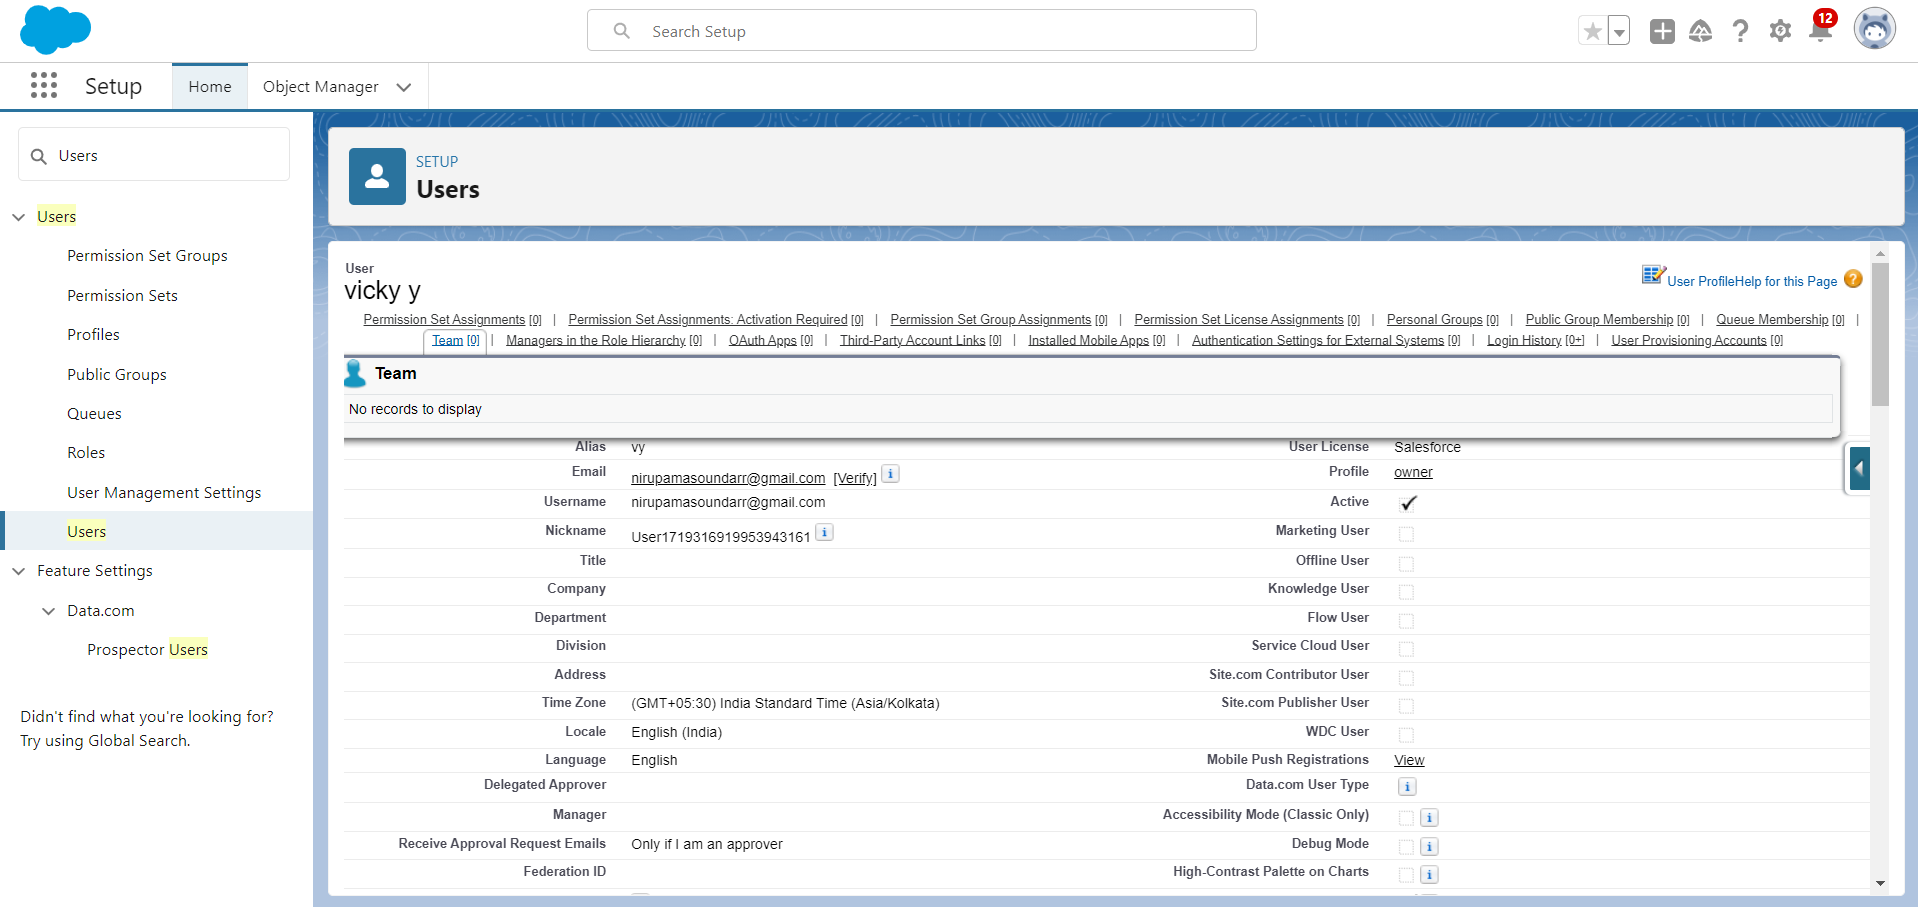 Search Setup
12
Setup
Home
Object Manager
Users
Users
Permission Set Groups
Permission Sets
Profiles
Public Groups
Queues
Roles
User Management Settings
Users
Feature Settings
Data.com
Prospector Users
Didn't find what you're looking for?
Try using Global Search.
SETUP
Users
User
vicky y
User Profile Help for this Page
Permission Set Assignments [0] | Permission Set Assignments: Activation Required [0] | Permission Set Group Assignments [0] | Permission Set License Assignments [0] | Personal Groups [0] | Public Group Membership [0] | Queue Membership [0] |
Team [0] | Managers in the Role Hierarchy [0] | OAuth Apps [0] | Third-Party Account Links [0] | Installed Mobile Apps [0] | Authentication Settings for External Systems [0] | Login History [0+] | User Provisioning Accounts [0]
Team
No records to display
Alias vy User License Salesforce
Email nirupamasoundarr@gmail.com [Verify] i Profile owner
Username nirupamasoundarr@gmail.com Active
Nickname User1719316919953943161 i Marketing User
Title Offline User
Company Knowledge User
Department Flow User
Division Service Cloud User
Address Site.com Contributor User
Time Zone (GMT+05:30) India Standard Time (Asia/Kolkata) Site.com Publisher User
Locale English (India) WDC User
Language English Mobile Push Registrations View
Delegated Approver Data.com User Type i
Manager Accessibility Mode (Classic Only) i
Receive Approval Request Emails Only if I am an approver Debug Mode i
Federation ID High-Contrast Palette on Charts i